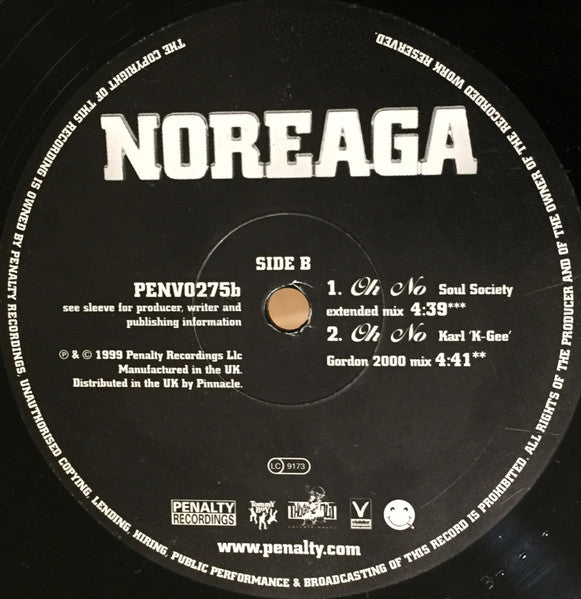 NOREAGA
SIDE B
PENV0275b
see sleeve for producer, writer and
publishing information
℗ & © 1999 Penalty Recordings Llc
Manufactured in the UK.
Distributed in the UK by Pinnacle.
1. Oh No Soul Society
extended mix 4:39***
2. Oh No Karl 'K-Gee'
Gordon 2000 mix 4:41**
LC 9173
PENALTY
RECORDINGS
Tommy
Boy
violator
www.penalty.com
THE COPYRIGHT OF THIS RECORDING IS OWNED BY PENALTY RECORDINGS. UNAUTHORISED COPYING, LENDING, HIRING, PUBLIC PERFORMANCE & BROADCASTING OF THIS RECORD IS PROHIBITED. ALL RIGHTS OF THE PRODUCER AND OF THE OWNER OF THE RECORDED WORK RESERVED.